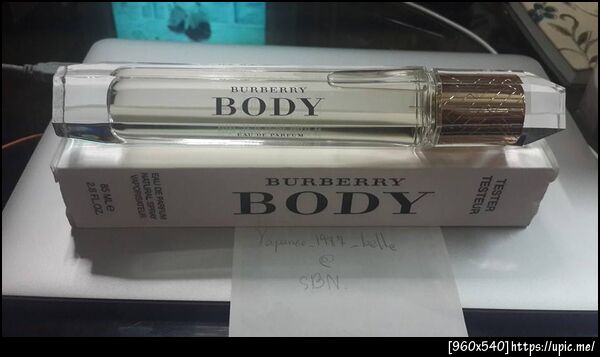 BURBERRY
BODY
EAU DE PARFUM
BURBERRY
BODY
EAU DE PARFUM
NATURAL SPRAY
VAPORISATEUR
85 ML e
2.8 FL.OZ
TESTER
TESTEUR
@
SBN.
[960x540]https://upic.me/